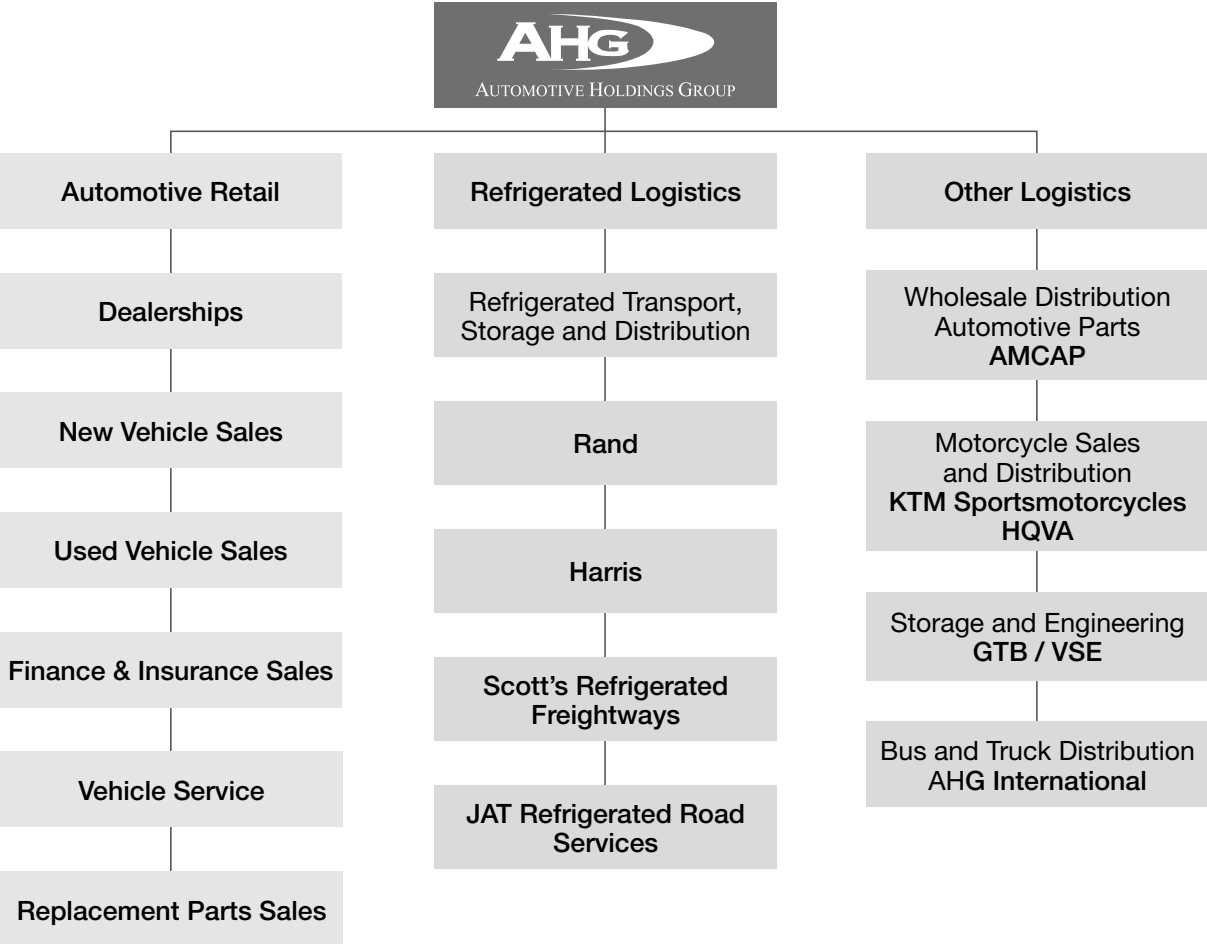 AHG
AUTOMOTIVE HOLDINGS GROUP
Automotive Retail
Dealerships
New Vehicle Sales
Used Vehicle Sales
Finance & Insurance Sales
Vehicle Service
Replacement Parts Sales
Refrigerated Logistics
Refrigerated Transport,
Storage and Distribution
Rand
Harris
Scott’s Refrigerated
Freightways
JAT Refrigerated Road
Services
Other Logistics
Wholesale Distribution
Automotive Parts
AMCAP
Motorcycle Sales
and Distribution
KTM Sportsmotorcycles
HQVA
Storage and Engineering
GTB / VSE
Bus and Truck Distribution
AHG International